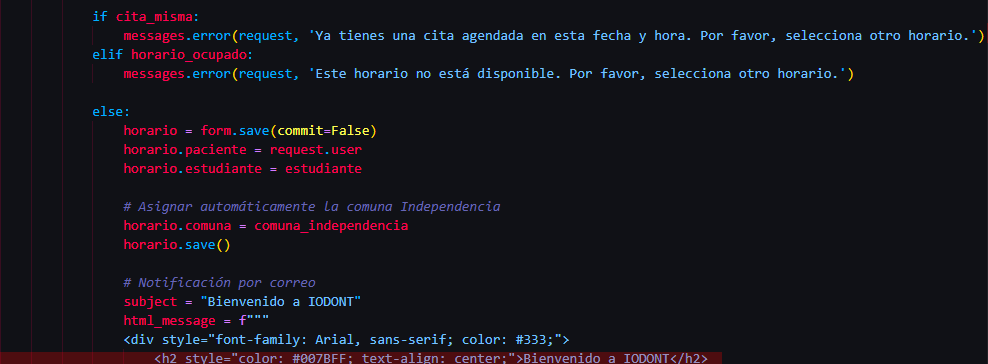 if cita_misma:
messages.error(request, 'Ya tienes una cita agendada en esta fecha y hora. Por favor, selecciona otro horario.')
elif horario_ocupado:
messages.error(request, 'Este horario no está disponible. Por favor, selecciona otro horario.')
else:
horario = form.save(commit=False)
horario.paciente = request.user
horario.estudiante = estudiante
# Asignar automáticamente la comuna Independencia
horario.comuna = comuna_independencia
horario.save()
# Notificación por correo
subject = "Bienvenido a IODONT"
html_message = f"""
<div style="font-family: Arial, sans-serif; color: #333;">
<h2 style="color: #007BFF; text-align: center;">Bienvenido a IODONT</h2>